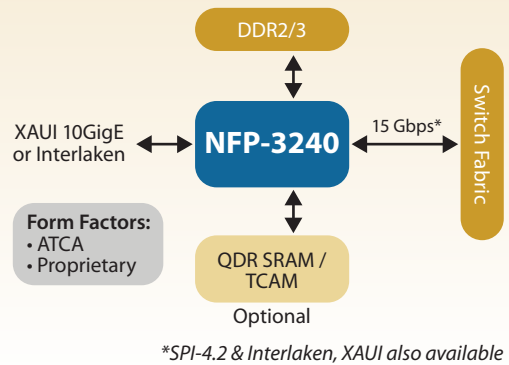 DDR2/3
XAUI 10GigE
or Interlaken
NFP-3240
15 Gbps*
Switch Fabric
Form Factors:
• ATCA
• Proprietary
QDR SRAM /
TCAM
Optional
*SPI-4.2 & Interlaken, XAUI also available